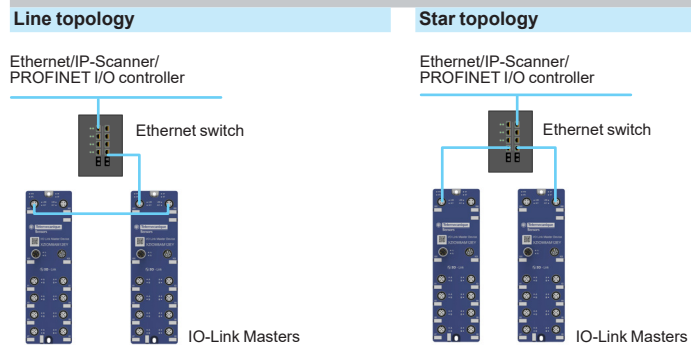 Line topology
Ethernet/IP-Scanner/
PROFINET I/O controller
Ethernet switch
IO-Link Masters
Star topology
Ethernet/IP-Scanner/
PROFINET I/O controller
Ethernet switch
IO-Link Masters